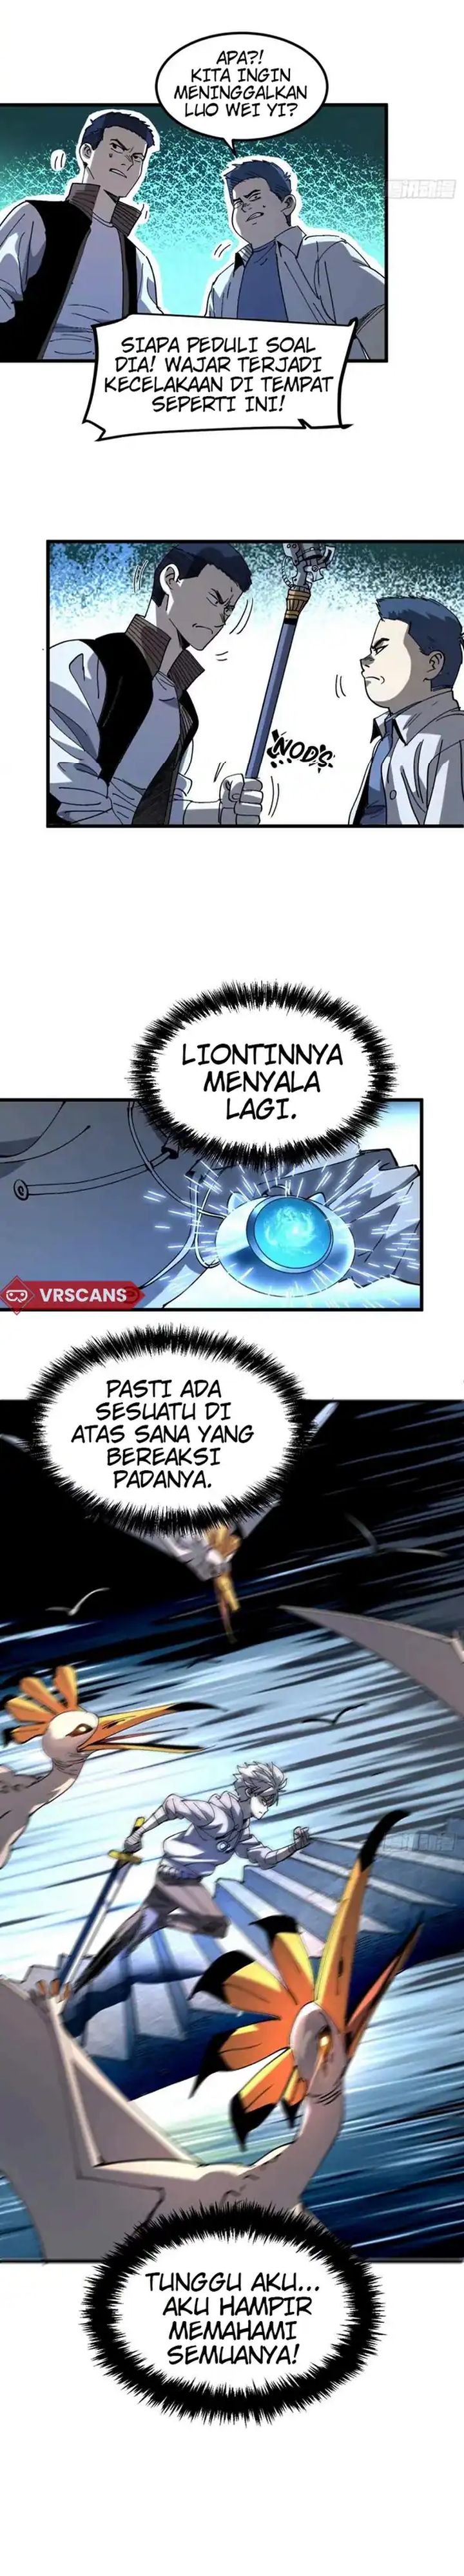 APA?!
KITA INGIN
MENINGGALKAN
LUO WEI YI?
SIAPA PEDULI SOAL
DIA! WAJAR TERJADI
KECELAKAAN DI TEMPAT
SEPERTI INI!
NODS
LIONTINNYA
MENYALA
LAGI.
VRSCANS
PASTI ADA
SESUATU DI
ATAS SANA YANG
BEREAKSI
PADANYA.
TUNGGU AKU...
AKU HAMPIR
MEMAHAMI
SEMUANYA!